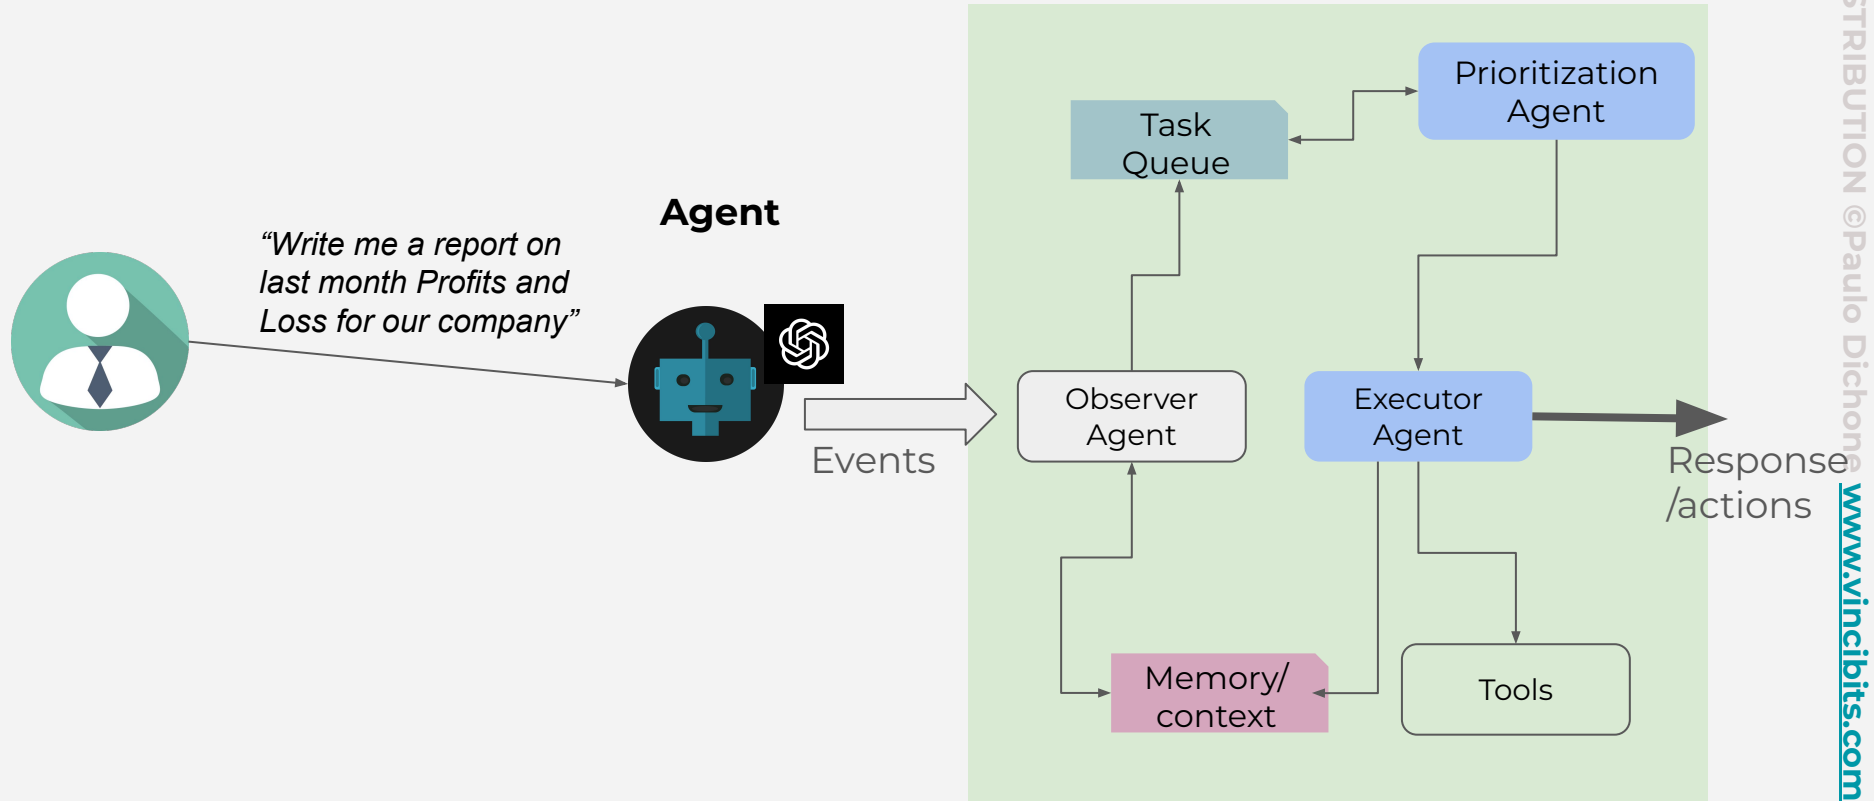 “Write me a report on
last month Profits and
Loss for our company”
Agent
Events
Task
Queue
Prioritization
Agent
Observer
Agent
Executor
Agent
Response
/actions
Memory/
context
Tools
©Paulo Dichone www.vincibits.com